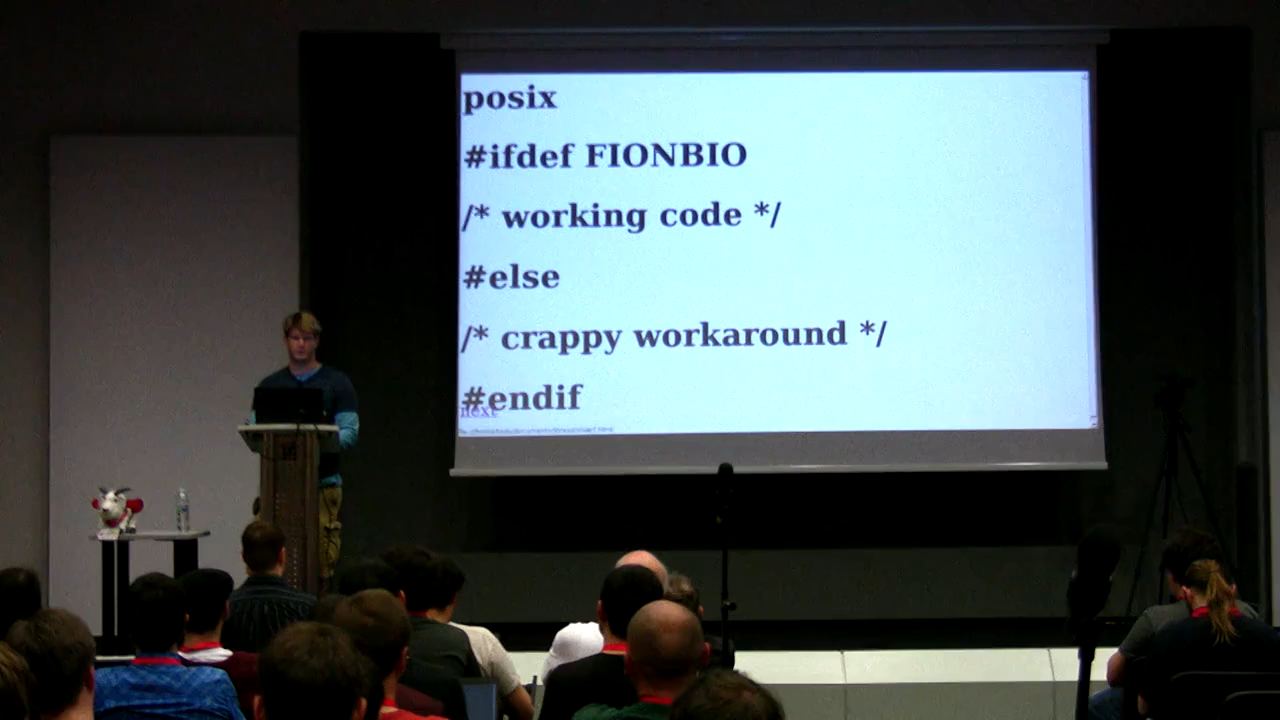 posix
#ifdef FIONBIO
/* working code */
#else
/* crappy workaround */
#endif
next